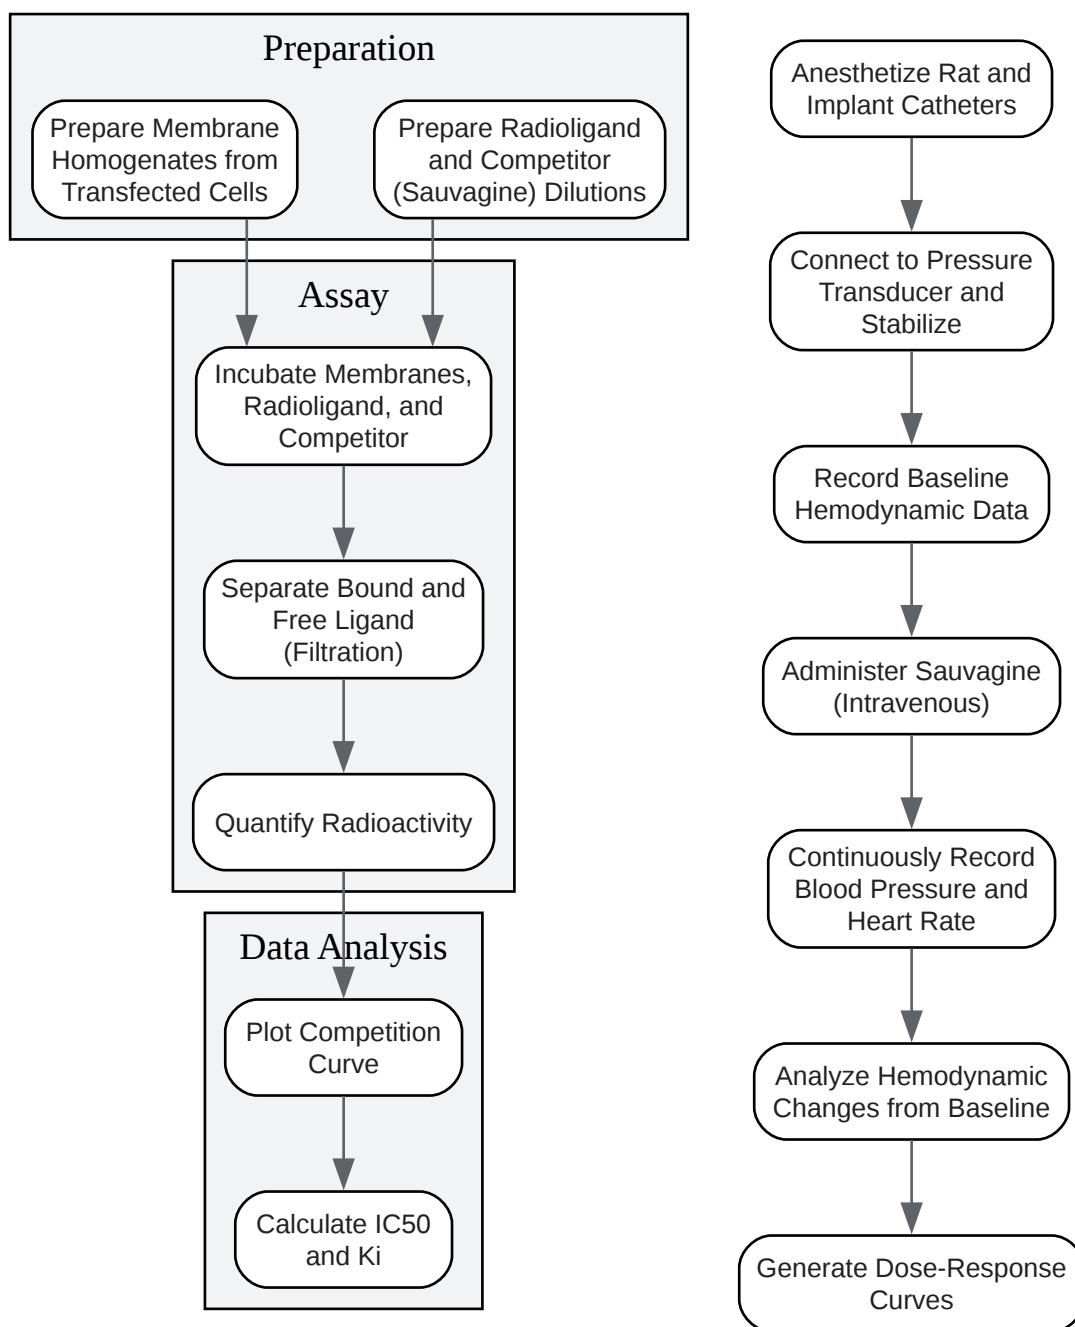 Preparation
Prepare Membrane
Homogenates from
Transfected Cells
Prepare Radioligand
and Competitor
(Sauvagine) Dilutions
Assay
Incubate Membranes,
Radioligand, and
Competitor
Separate Bound and
Free Ligand
(Filtration)
Quantify Radioactivity
Data Analysis
Plot Competition
Curve
Calculate IC50
and Ki
Anesthetize Rat and
Implant Catheters
Connect to Pressure
Transducer and
Stabilize
Record Baseline
Hemodynamic Data
Administer Sauvagine
(Intravenous)
Continuously Record
Blood Pressure and
Heart Rate
Analyze Hemodynamic
Changes from Baseline
Generate Dose-Response
Curves